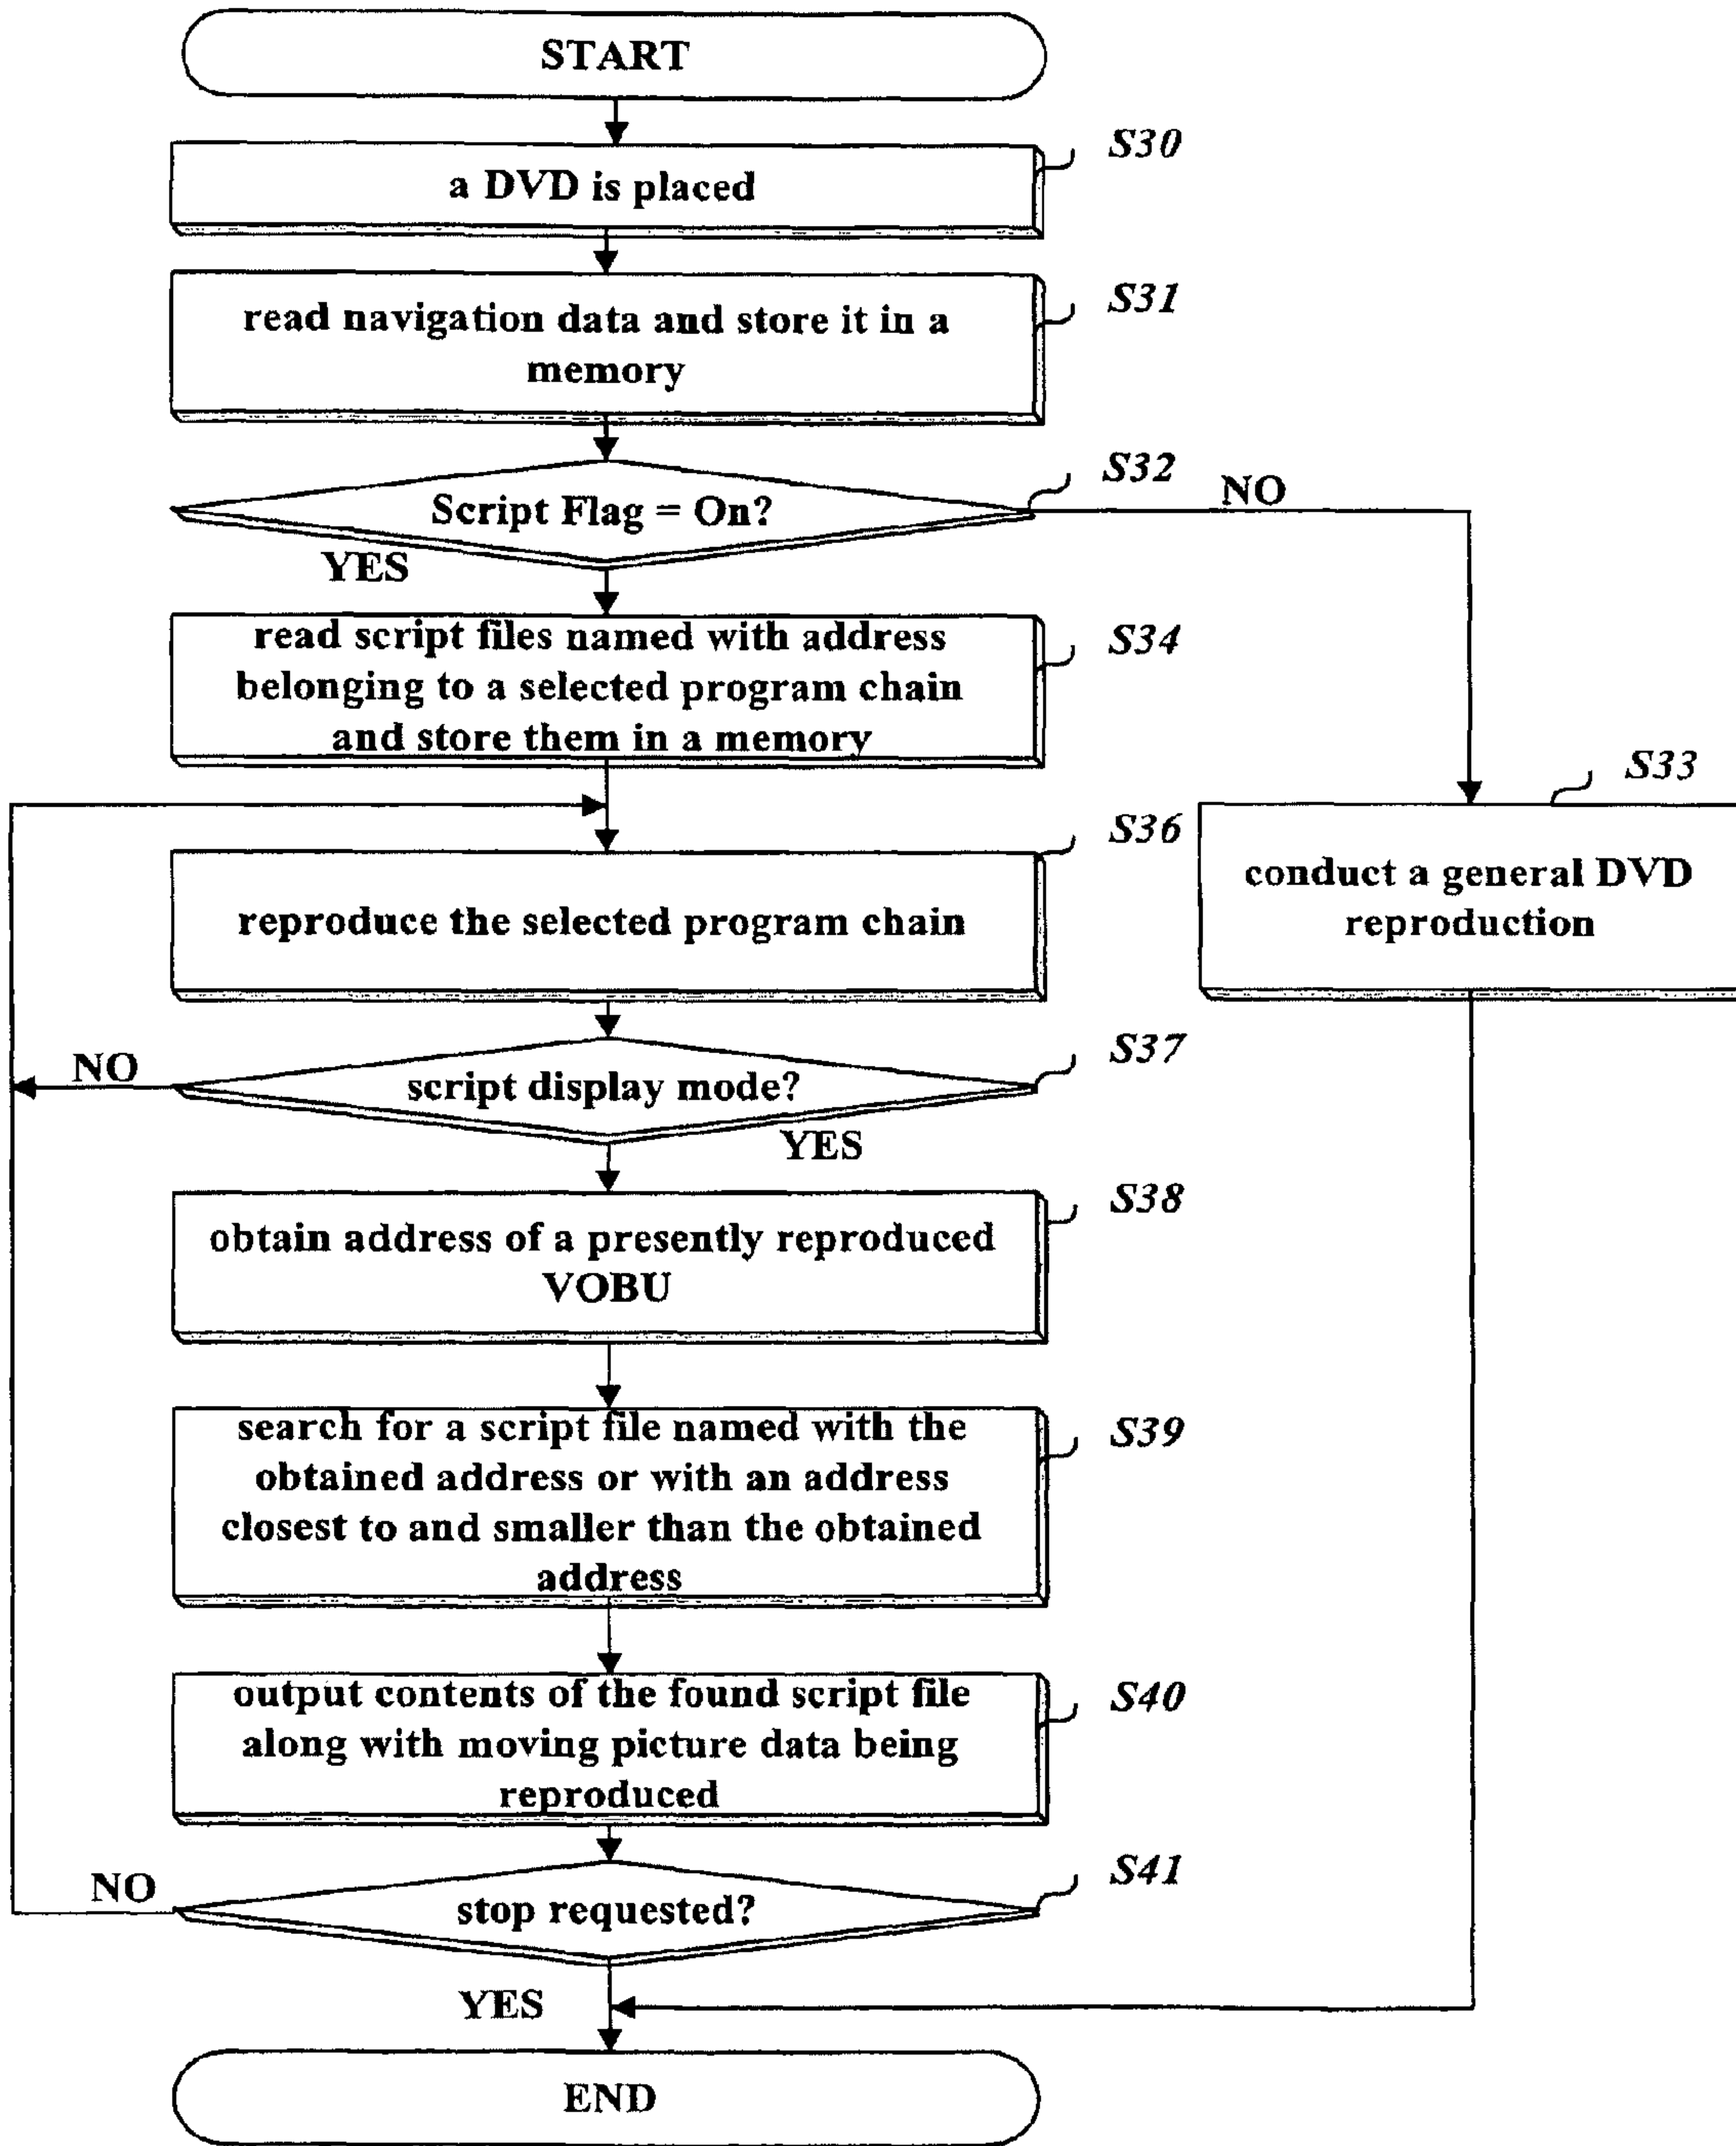 START
S30
a DVD is placed
S31
read navigation data and store it in a
memory
S32
Script Flag = On?
NO
YES
S34
read script files named with address
belonging to a selected program chain
and store them in a memory
S33
conduct a general DVD
reproduction
S36
reproduce the selected program chain
S37
NO
script display mode?
YES
S38
obtain address of a presently reproduced
VOBU
S39
search for a script file named with the
obtained address or with an address
closest to and smaller than the obtained
address
S40
output contents of the found script file
along with moving picture data being
reproduced
S41
NO
stop requested?
YES
END